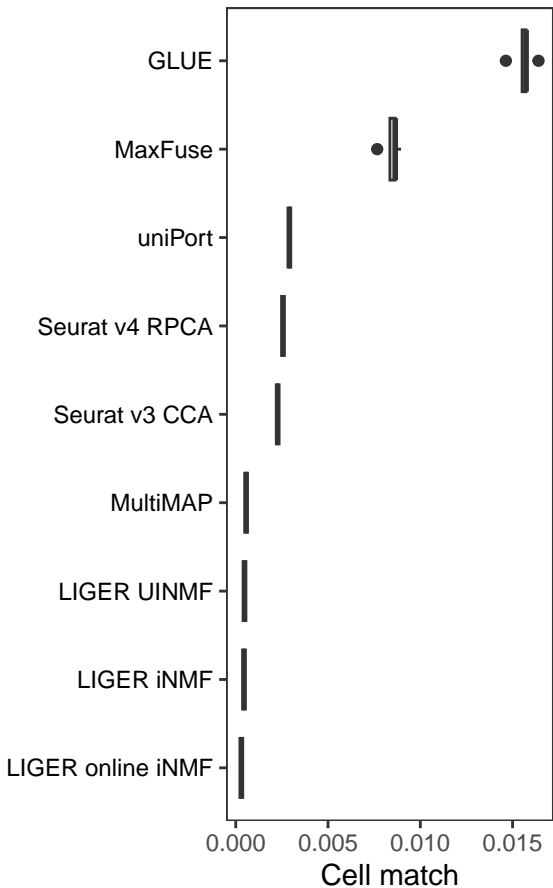 GLUE
MaxFuse
uniPort
Seurat v4 RPCA
Seurat v3 CCA
MultiMAP
LIGER UINMF
LIGER iNMF
LIGER online iNMF
0.000 0.005 0.010 0.015
Cell match